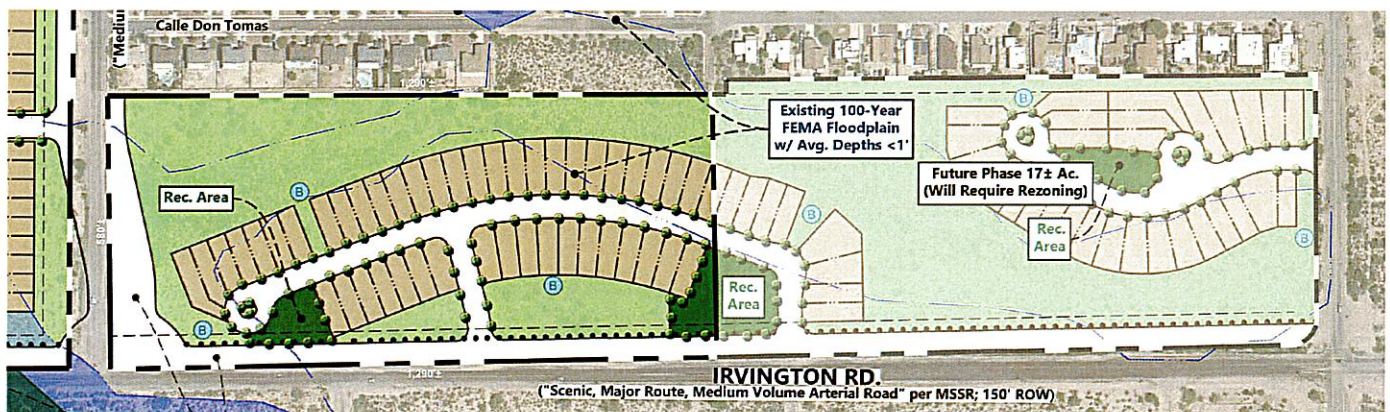 Calle Don Tomas
("Medium
1,290'±
Existing 100-Year
FEMA Floodplain
w/ Avg. Depths <1'
B
Future Phase 17± Ac.
(Will Require Rezoning)
B
Rec. Area
B
Rec.
Area
B
580'±
Rec.
Area
B
B
B
1,290'±
IRVINGTON RD.
("Scenic, Major Route, Medium Volume Arterial Road" per MSSR; 150' ROW)